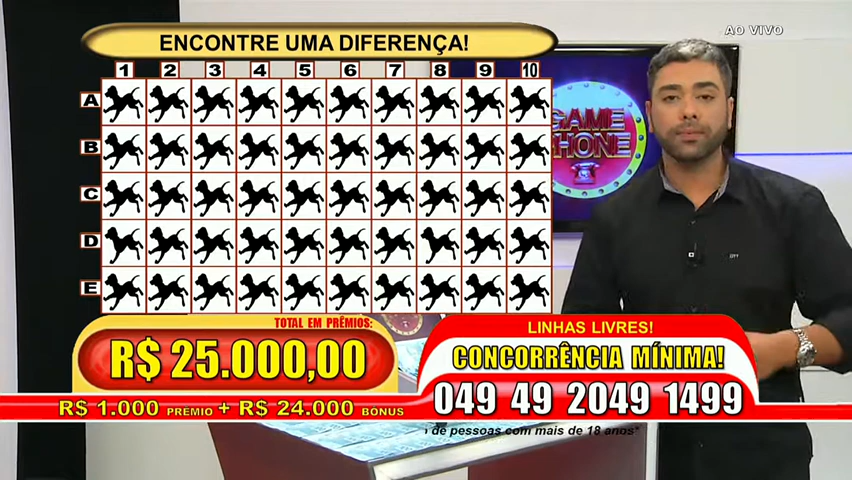 AO VIVO
ENCONTRE UMA DIFERENÇA!
1 2 3 4 5 6 7 8 9 10
A
B
C
D
E
GAME
PHONE
TOTAL EM PRÊMIOS:
R$ 25.000,00
R$ 1.000 PRÊMIO + R$ 24.000 BONUS
LINHAS LIVRES!
CONCORRÊNCIA MÍNIMA!
049 49 2049 1499
de pessoas com mais de 18 anos*